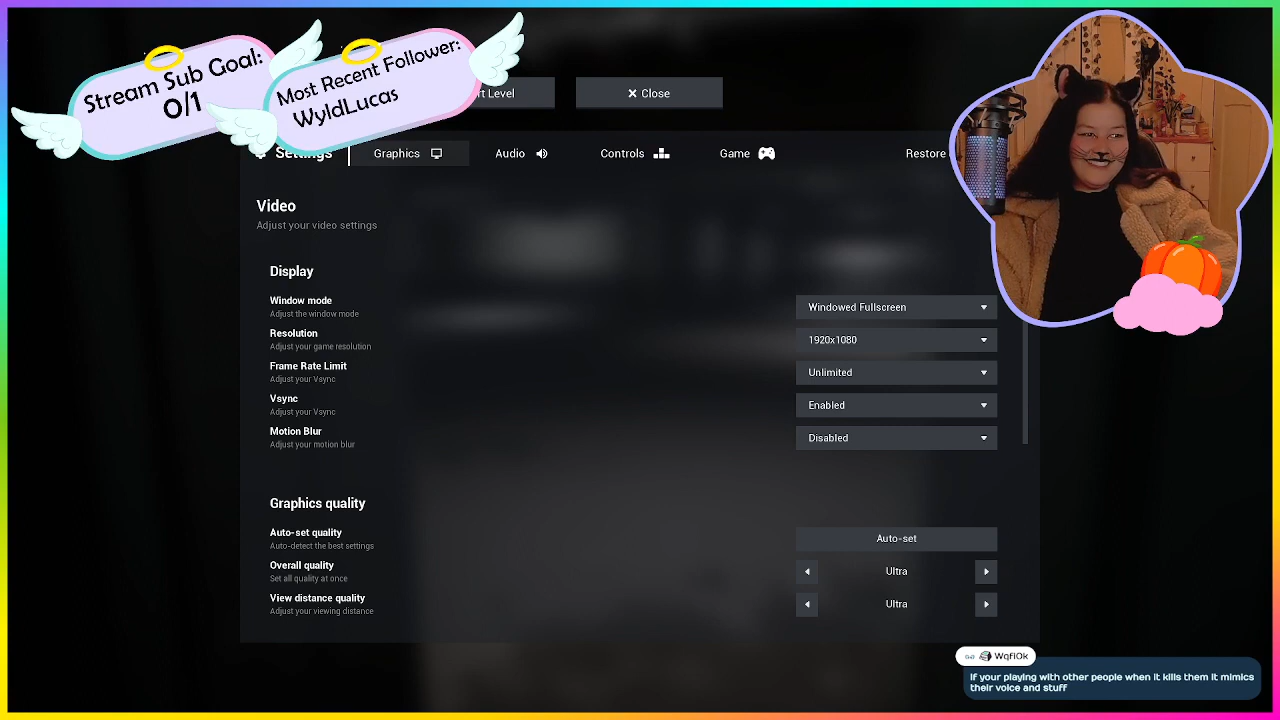 Stream Sub Goal:
0/1
Most Recent Follower:
WyldLucas
Level
Close
Settings
Graphics
Audio
Controls
Game
Restore
Video
Adjust your video settings
Display
Window mode
Adjust the window mode
Windowed Fullscreen
Resolution
Adjust your game resolution
1920x1080
Frame Rate Limit
Adjust your Vsync
Unlimited
Vsync
Adjust your Vsync
Enabled
Motion Blur
Adjust your motion blur
Disabled
Graphics quality
Auto-set quality
Auto-detect the best settings
Auto-set
Overall quality
Set all quality at once
Ultra
View distance quality
Adjust your viewing distance
Ultra
WqfiOk
If your playing with other people when it kills them it mimics
their voice and stuff